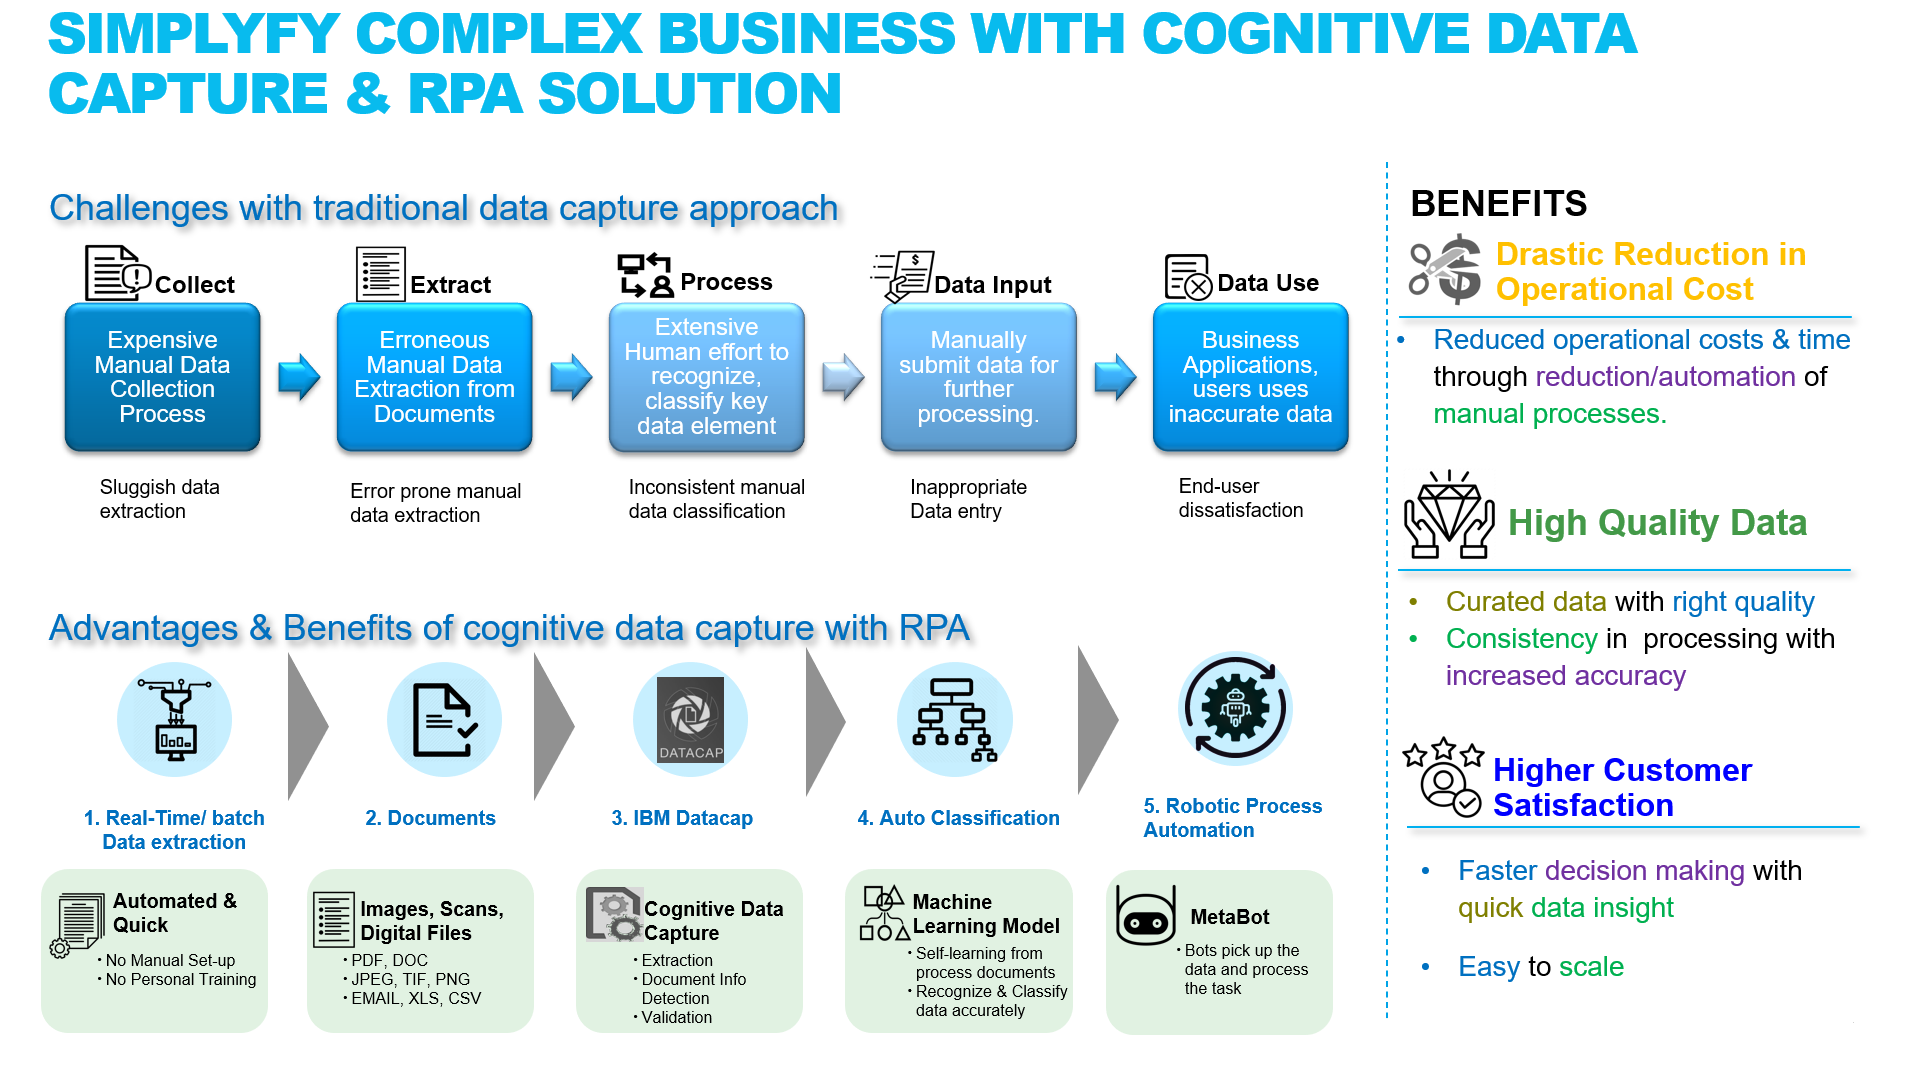 SIMPLYFY COMPLEX BUSINESS WITH COGNITIVE DATA
CAPTURE & RPA SOLUTION
Challenges with traditional data capture approach
Collect
Expensive
Manual Data
Collection
Process
Sluggish data
extraction
Extract
Erroneous
Manual Data
Extraction from
Documents
Error prone manual
data extraction
Process
Extensive
Human effort to
recognize,
classify key
data element
Inconsistent manual
data classification
$
Data Input
Manually
submit data for
further
processing.
Inappropriate
Data entry
Data Use
Business
Applications,
users uses
inaccurate data
End-user
dissatisfaction
Advantages & Benefits of cognitive data capture with RPA
1. Real-Time/ batch
Data extraction
Automated &
Quick
• No Manual Set-up
• No Personal Training
2. Documents
Images, Scans,
Digital Files
• PDF, DOC
• JPEG, TIF, PNG
• EMAIL, XLS, CSV
DATACAP
3. IBM Datacap
Cognitive Data
Capture
• Extraction
• Document Info
Detection
• Validation
4. Auto Classification
Machine
Learning Model
• Self-learning from
process documents
• Recognize & Classify
data accurately
5. Robotic Process
Automation
MetaBot
• Bots pick up the
data and process
the task
BENEFITS
$
Drastic Reduction in
Operational Cost
• Reduced operational costs & time
through reduction/automation of
manual processes.
High Quality Data
• Curated data with right quality
• Consistency in processing with
increased accuracy
Higher Customer
Satisfaction
• Faster decision making with
quick data insight
• Easy to scale